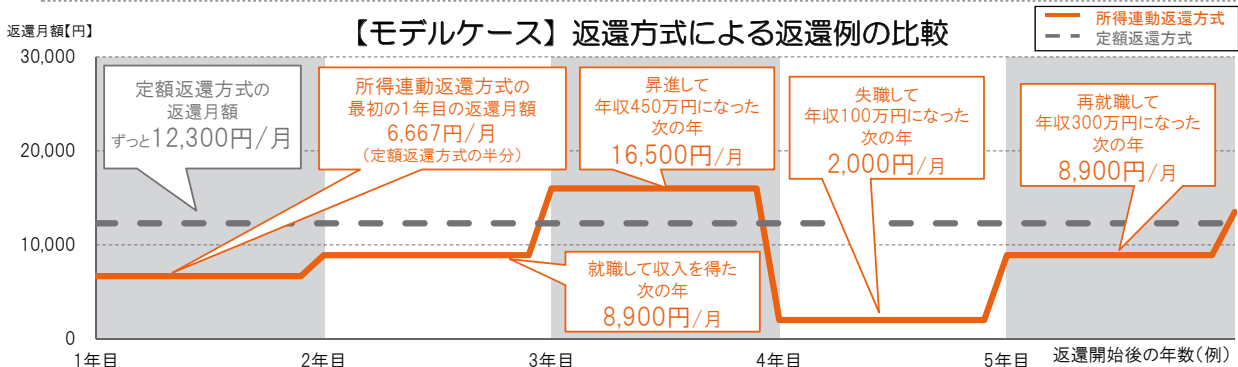 返還月額【円】
【モデルケース】返還方式による返還例の比較
所得連動返還方式
定額返還方式
30,000
20,000
10,000
0
定額返還方式の
返還月額
ずっと12,300円/月
所得連動返還方式の
最初の1年目の返還月額
6,667円/月
(定額返還方式の半分)
昇進して
年収450万円になった
次の年
16,500円/月
失職して
年収100万円になった
次の年
2,000円/月
再就職して
年収300万円になった
次の年
8,900円/月
就職して収入を得た
次の年
8,900円/月
1年目
2年目
3年目
4年目
5年目
返還開始後の年数(例)